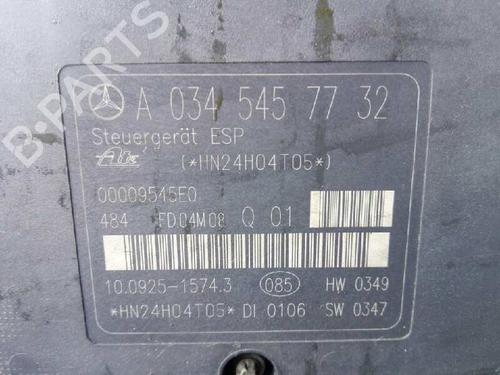 B-PARTS
A 034 545 77 32
Steuergerät ESP
Ate (*HN24H04T05*)
00009545E0
484 FD04M08 Q 01
10.0925-1574.3 085 HW 0349
*HN24H04T05* DI 0106 SW 0347